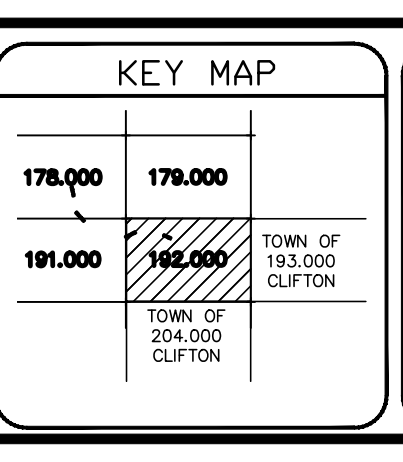 KEY MAP
178.000 179.000
191.000 192.000
TOWN OF
193.000
CLIFTON
TOWN OF
204.000
CLIFTON